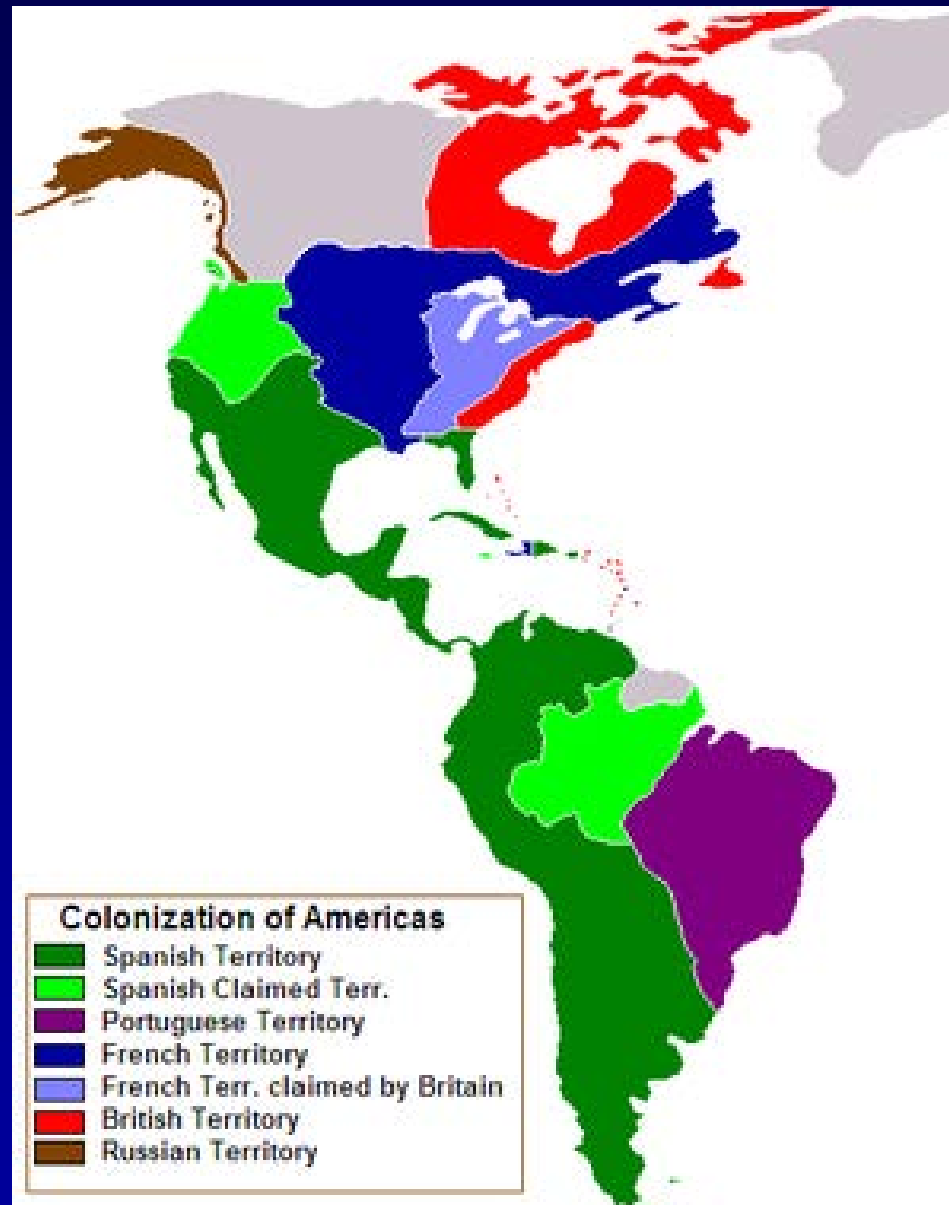 Colonization of Americas
Spanish Territory
Spanish Claimed Terr.
Portuguese Territory
French Territory
French Terr. claimed by Britain
British Territory
Russian Territory